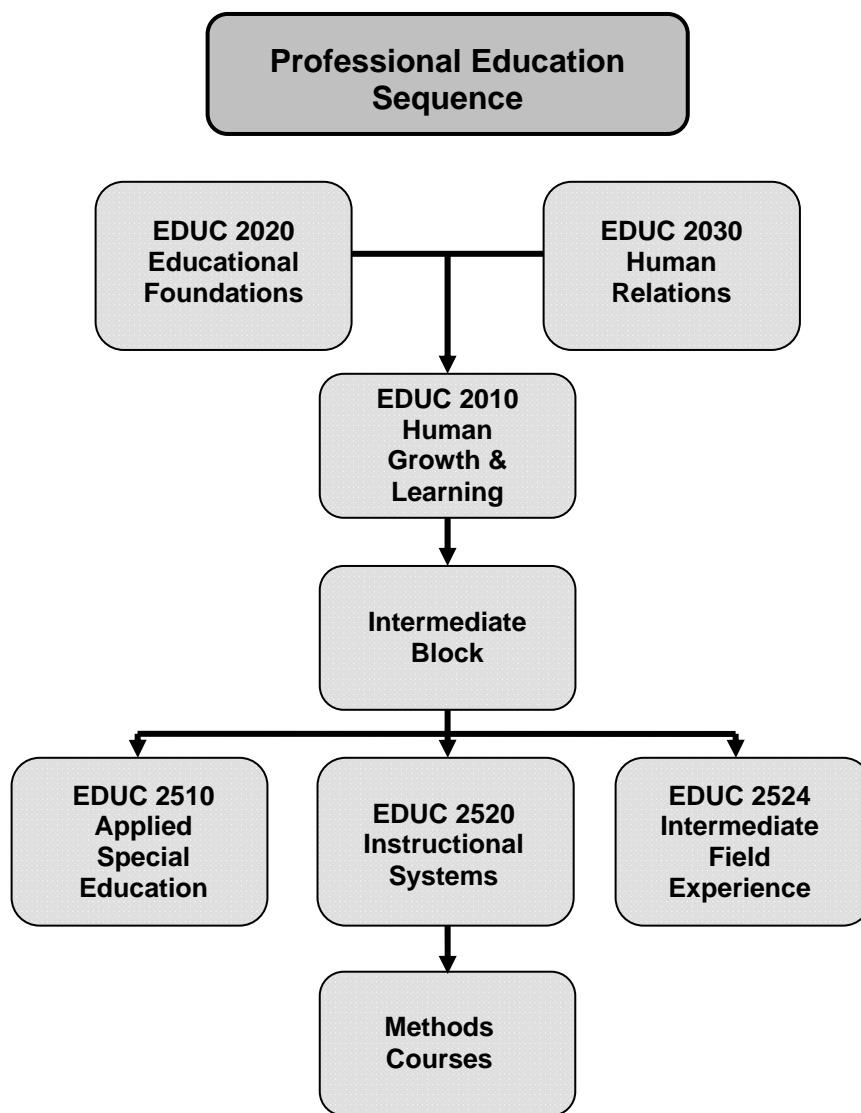 Professional Education
Sequence
EDUC 2020
Educational
Foundations
EDUC 2030
Human
Relations
EDUC 2010
Human
Growth &
Learning
Intermediate
Block
EDUC 2510
Applied
Special
Education
EDUC 2520
Instructional
Systems
EDUC 2524
Intermediate
Field
Experience
Methods
Courses